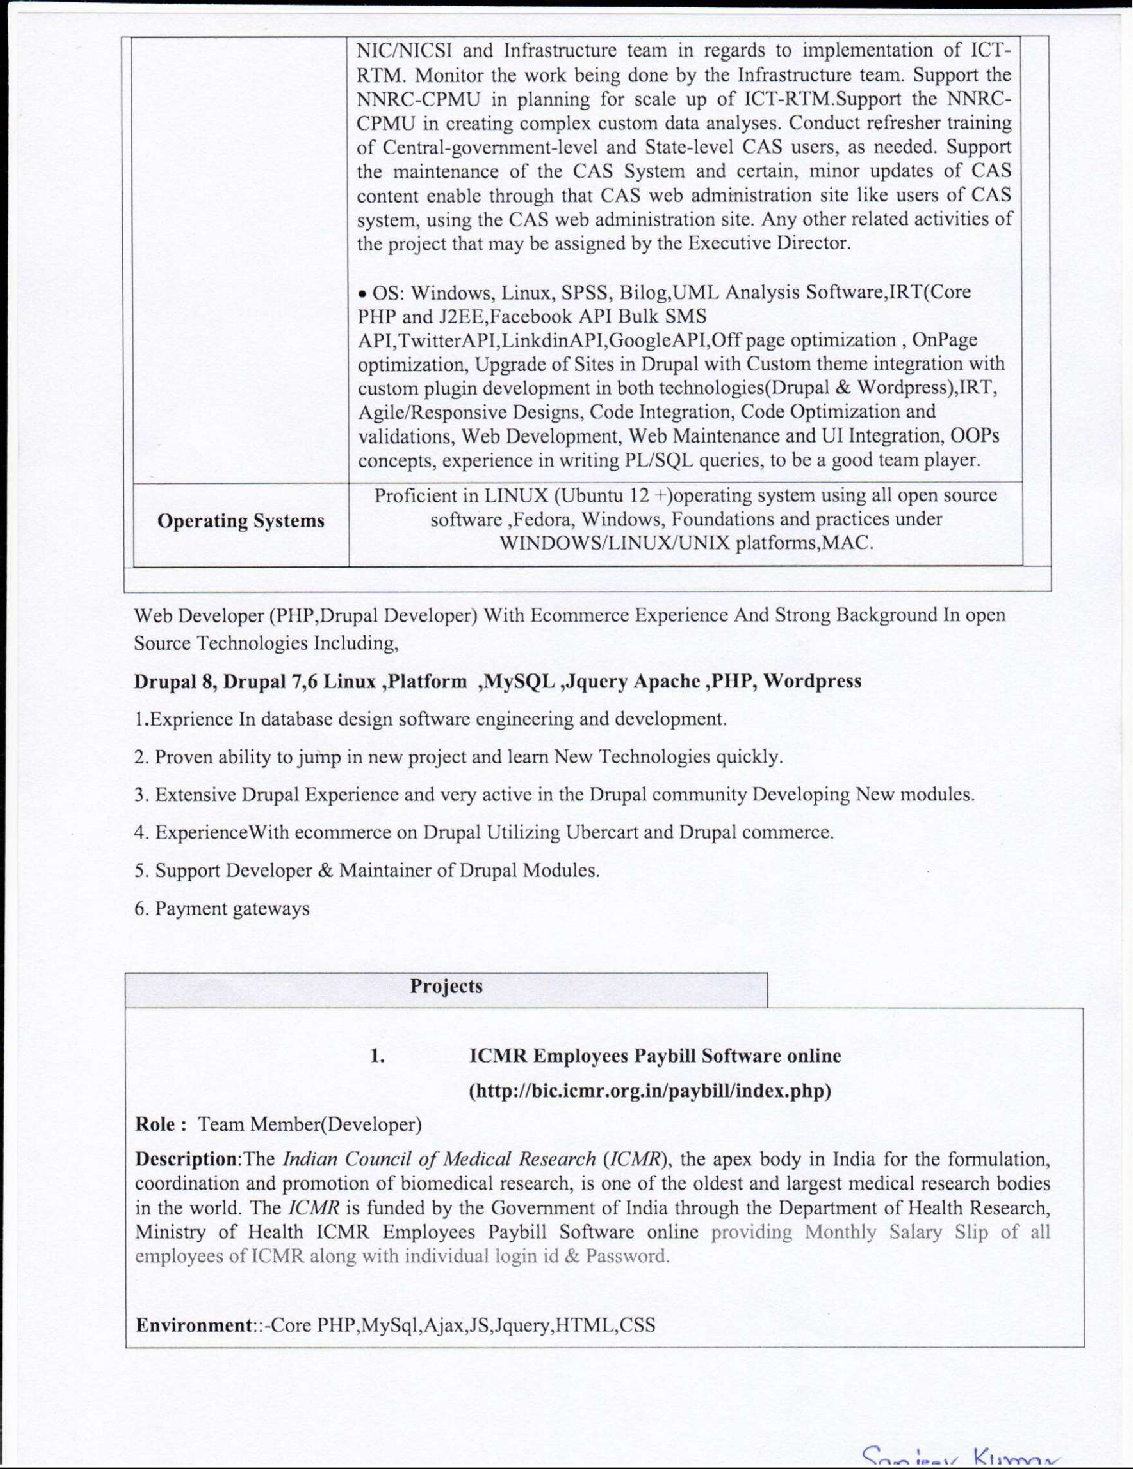 NIC/NICSI and Infrastructure team in regards to implementation of ICT-
RTM. Monitor the work being done by the Infrastructure team. Support the
NNRC-CPMU in planning for scale up of ICT-RTM.Support the NNRC-
CPMU in creating complex custom data analyses. Conduct refresher training
of Central-government-level and State-level CAS users, as needed. Support
the maintenance of the CAS System and certain, minor updates of CAS
content enable through that CAS web administration site like users of CAS
system, using the CAS web administration site. Any other related activities of
the project that may be assigned by the Executive Director.
• OS: Windows, Linux, SPSS, Bilog,UML Analysis Software,IRT(Core
PHP and J2EE,Facebook API Bulk SMS
API,TwitterAPI,LinkdinAPI,GoogleAPI,Off page optimization , OnPage
optimization, Upgrade of Sites in Drupal with Custom theme integration with
custom plugin development in both technologies(Drupal & Wordpress),IRT,
Agile/Responsive Designs, Code Integration, Code Optimization and
validations, Web Development, Web Maintenance and UI Integration, OOPs
concepts, experience in writing PL/SQL queries, to be a good team player.
Operating Systems
Proficient in LINUX (Ubuntu 12 +)operating system using all open source
software ,Fedora, Windows, Foundations and practices under
WINDOWS/LINUX/UNIX platforms,MAC.
Web Developer (PHP,Drupal Developer) With Ecommerce Experience And Strong Background In open
Source Technologies Including,
Drupal 8, Drupal 7,6 Linux ,Platform ,MySQL ,Jquery Apache ,PHP, Wordpress
1.Exprience In database design software engineering and development.
2. Proven ability to jump in new project and learn New Technologies quickly.
3. Extensive Drupal Experience and very active in the Drupal community Developing New modules.
4. ExperienceWith ecommerce on Drupal Utilizing Ubercart and Drupal commerce.
5. Support Developer & Maintainer of Drupal Modules.
6. Payment gateways
Projects
1. ICMR Employees Paybill Software online
(http://bic.icmr.org.in/paybill/index.php)
Role : Team Member(Developer)
Description:The Indian Council of Medical Research (ICMR), the apex body in India for the formulation,
coordination and promotion of biomedical research, is one of the oldest and largest medical research bodies
in the world. The ICMR is funded by the Government of India through the Department of Health Research,
Ministry of Health ICMR Employees Paybill Software online providing Monthly Salary Slip of all
employees of ICMR along with individual login id & Password.
Environment::-Core PHP,MySql,Ajax,JS,Jquery,HTML,CSS
Sanjeev Kumar